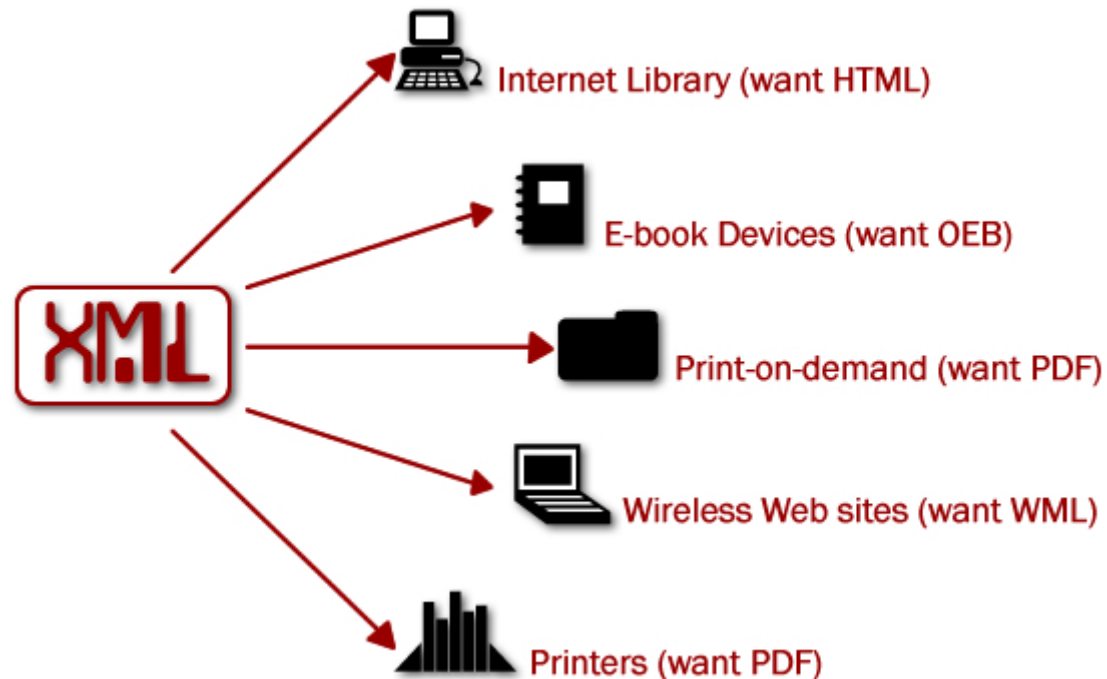 Internet Library (want HTML)
E-book Devices (want OEB)
XML
Print-on-demand (want PDF)
Wireless Web sites (want WML)
Printers (want PDF)